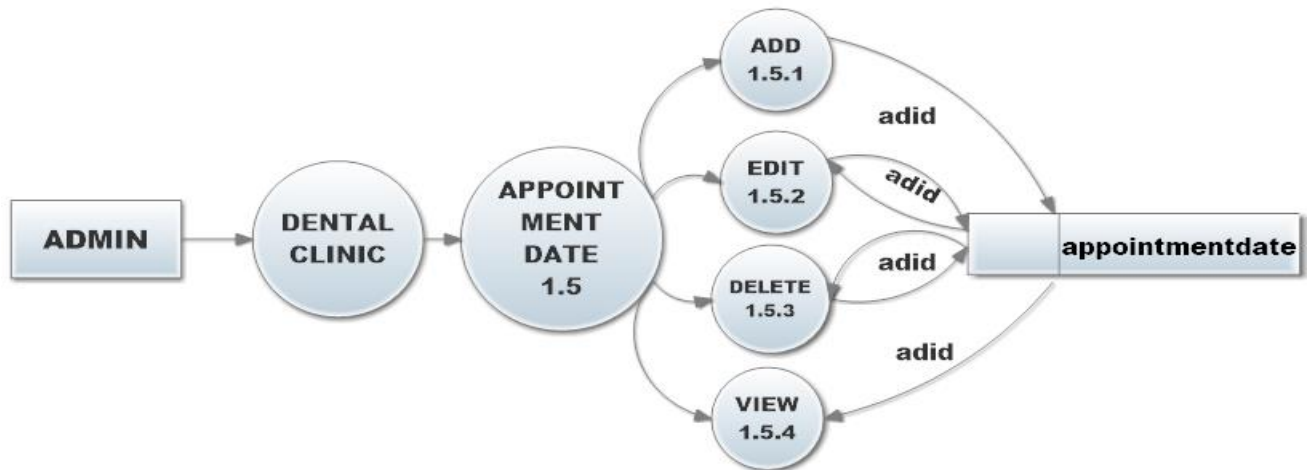 ADMIN
DENTAL
CLINIC
APPOINT
MENT
DATE
1.5
ADD
1.5.1
EDIT
1.5.2
DELETE
1.5.3
VIEW
1.5.4
adid
adid
adid
adid
appointmentdate